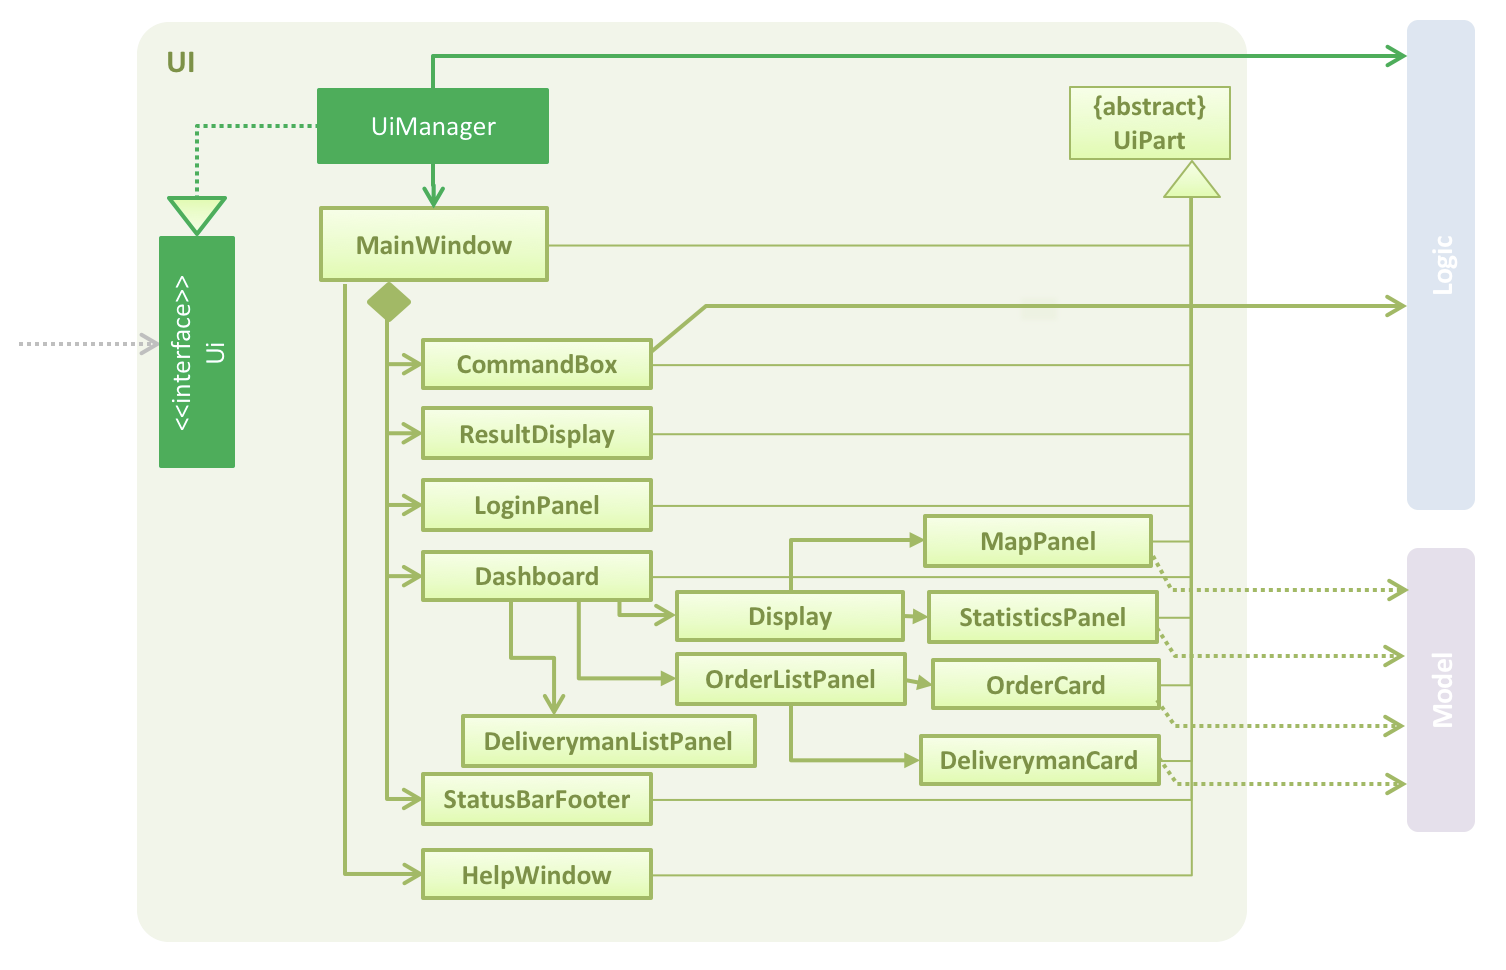 UI
UiManager
{abstract}
UiPart
MainWindow
<<interface>>
Ui
Logic
CommandBox
ResultDisplay
LoginPanel
MapPanel
Dashboard
Display
StatisticsPanel
OrderListPanel
OrderCard
Model
DeliverymanListPanel
DeliverymanCard
StatusBarFooter
HelpWindow